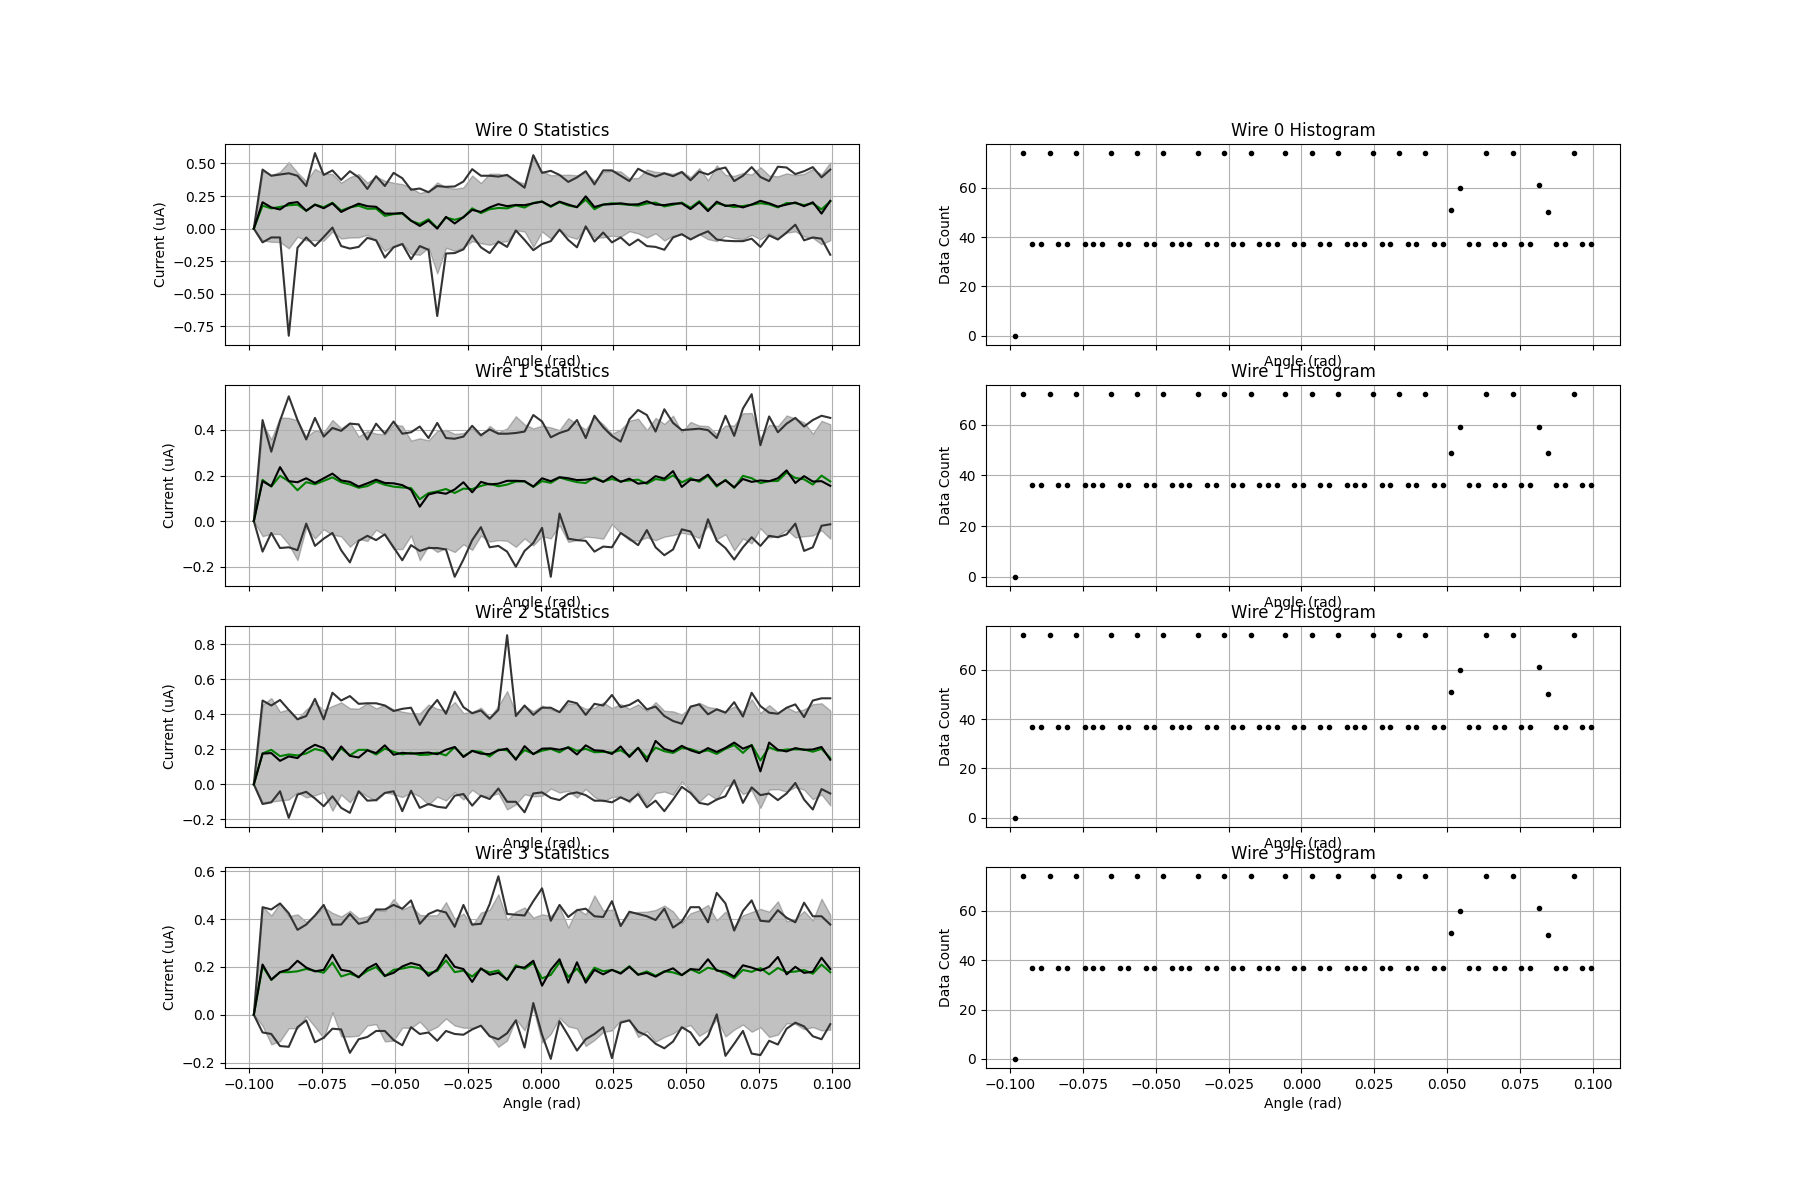 Wire 0 Statistics
Current (uA)
0.50
0.25
0.00
−0.25
−0.50
−0.75
Angle (rad)
Wire 0 Histogram
Data Count
60
40
20
0
Angle (rad)
Wire 1 Statistics
Current (uA)
0.4
0.2
0.0
−0.2
Angle (rad)
Wire 1 Histogram
Data Count
60
40
20
0
Angle (rad)
Wire 2 Statistics
Current (uA)
0.8
0.6
0.4
0.2
0.0
−0.2
Angle (rad)
Wire 2 Histogram
Data Count
60
40
20
0
Angle (rad)
Wire 3 Statistics
Current (uA)
0.6
0.4
0.2
0.0
−0.2
−0.100 −0.075 −0.050 −0.025 0.000 0.025 0.050 0.075 0.100
Angle (rad)
Wire 3 Histogram
Data Count
60
40
20
0
−0.100 −0.075 −0.050 −0.025 0.000 0.025 0.050 0.075 0.100
Angle (rad)